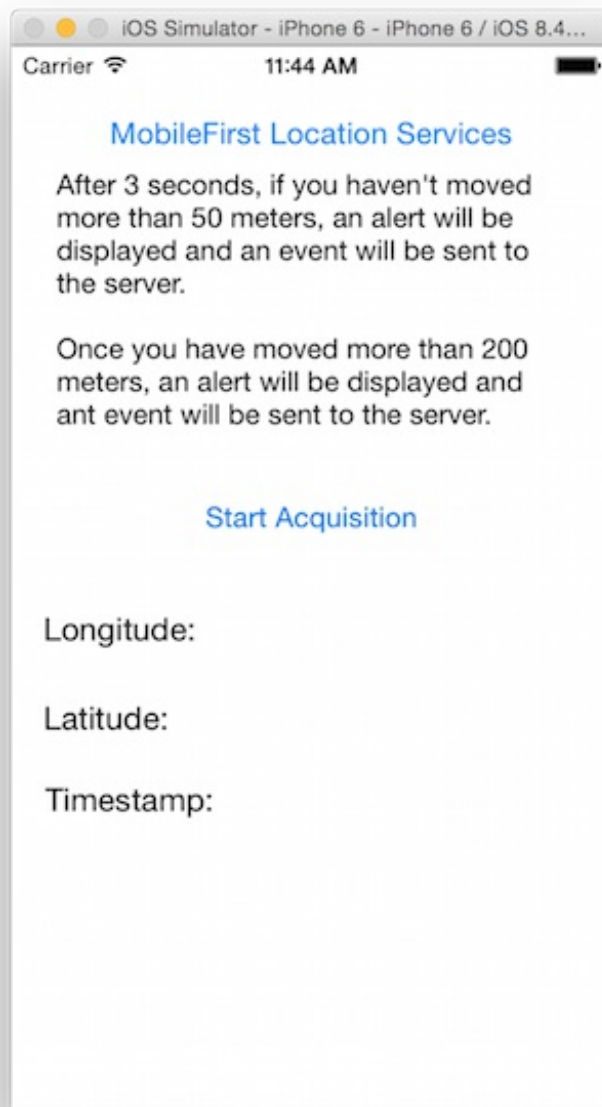 iOS Simulator - iPhone 6 - iPhone 6 / iOS 8.4...
Carrier 11:44 AM
MobileFirst Location Services
After 3 seconds, if you haven't moved
more than 50 meters, an alert will be
displayed and an event will be sent to
the server.
Once you have moved more than 200
meters, an alert will be displayed and
ant event will be sent to the server.
Start Acquisition
Longitude:
Latitude:
Timestamp: